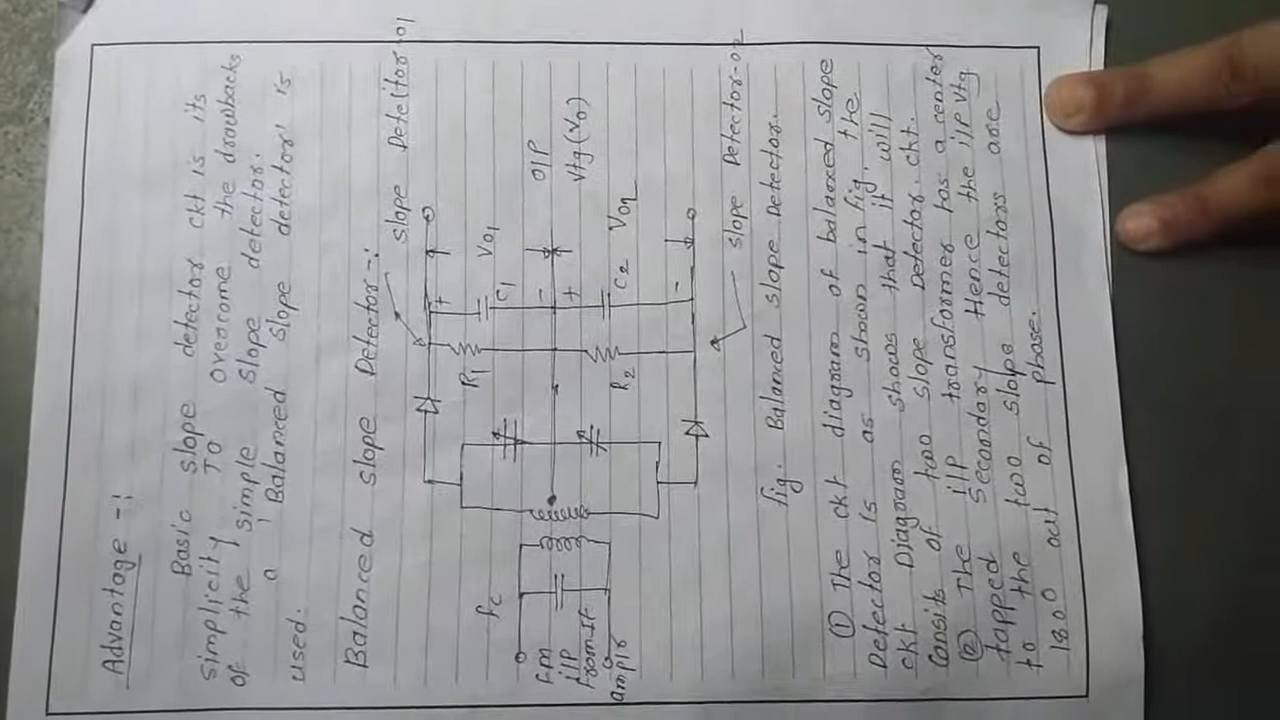 Advantage -:
Basic slope detector ckt is its
simplicity To overcome the drawbacks
of the simple slope detector.
a Balanced slope detector is
used.
Balanced slope Detector-:
slope Detector-01
fc
Fm
i/P
from IF
amplr
R1
C1
Vo1
O/P
Vtg(Vo)
R2
C2
Vo2
slope Detector-02
fig. Balanced slope Detector.
① The ckt diagram of balanced slope
Detector is as shown in fig. the
ckt Diagram shows that it will
Consits of two slope Detector ckt.
② The i/P transformer has a center
tapped secondary Hence the i/P vtg
to the two slope detectors are
180 0 out of phase.